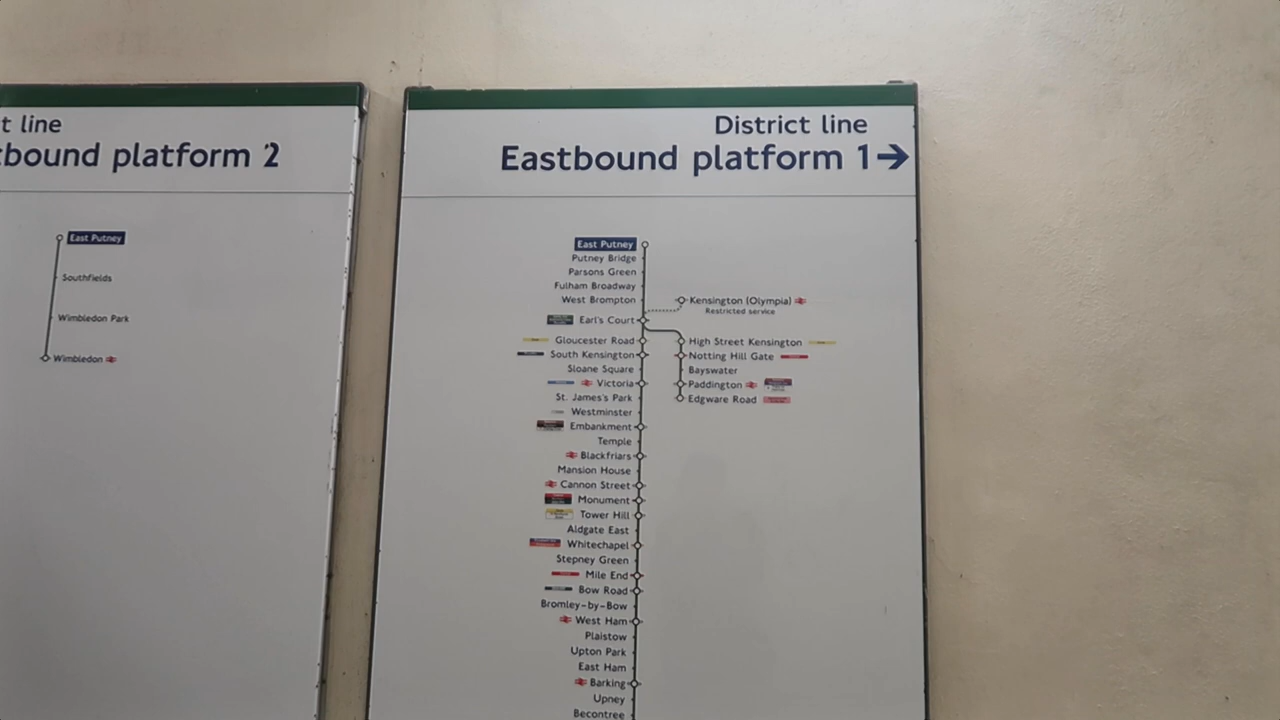 t line
tbound platform 2
East Putney
Southfields
Wimbledon Park
Wimbledon
District line
Eastbound platform 1
East Putney
Putney Bridge
Parsons Green
Fulham Broadway
West Brompton
Kensington (Olympia)
Restricted service
Earl's Court
Gloucester Road
High Street Kensington
South Kensington
Notting Hill Gate
Sloane Square
Bayswater
Victoria
Paddington
St. James's Park
Edgware Road
Westminster
Embankment
Temple
Blackfriars
Mansion House
Cannon Street
Monument
Tower Hill
Aldgate East
Whitechapel
Stepney Green
Mile End
Bow Road
Bromley-by-Bow
West Ham
Plaistow
Upton Park
East Ham
Barking
Upney
Becontree